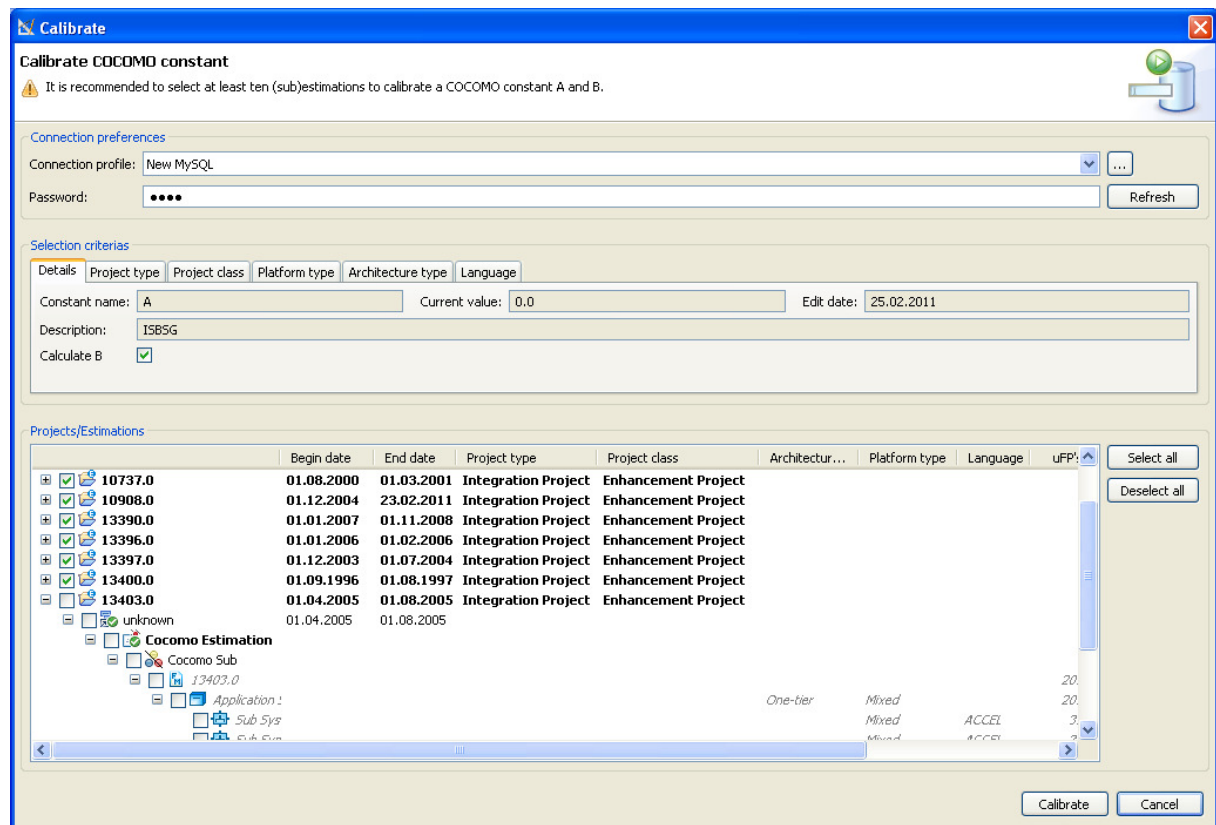 Calibrate
Calibrate COCOMO constant
It is recommended to select at least ten (sub)estimations to calibrate a COCOMO constant A and B.
Connection preferences
Connection profile: New MySQL ...
Password: ●●●● Refresh
Selection criterias
Details Project type Project class Platform type Architecture type Language
Constant name: A Current value: 0.0 Edit date: 25.02.2011
Description: ISBSG
Calculate B
Projects/Estimations
Begin date End date Project type Project class Architectur... Platform type Language uFP's Select all
10737.0 01.08.2000 01.03.2001 Integration Project Enhancement Project
Deselect all
10908.0 01.12.2004 23.02.2011 Integration Project Enhancement Project
13390.0 01.01.2007 01.11.2008 Integration Project Enhancement Project
13396.0 01.01.2006 01.02.2006 Integration Project Enhancement Project
13397.0 01.12.2003 01.07.2004 Integration Project Enhancement Project
13400.0 01.09.1996 01.08.1997 Integration Project Enhancement Project
13403.0 01.04.2005 01.08.2005 Integration Project Enhancement Project
unknown 01.04.2005 01.08.2005
Cocomo Estimation
Cocomo Sub
13403.0 20
Application One-tier Mixed 20
Sub Sys Mixed ACCEL 3
Sub Sys Mixed ACCEL
Calibrate Cancel